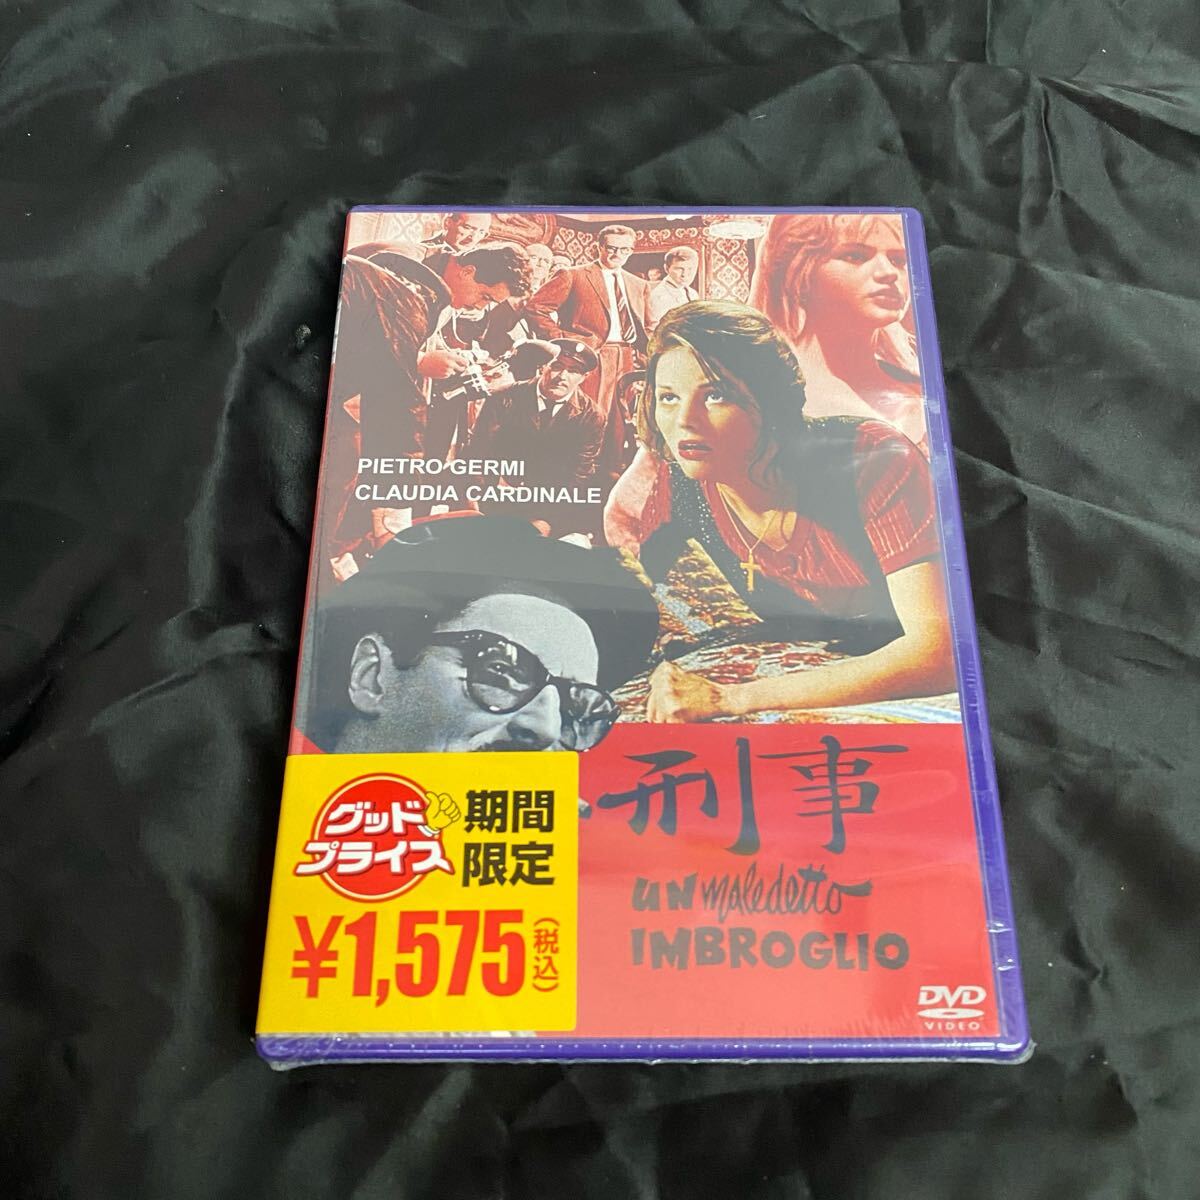 PIETRO GERMI
CLAUDIA CARDINALE
刑事
UN maledetto
IMBROGLIO
グッド
プライス
期間
限定
¥1,575
(税込)
DVD
VIDEO